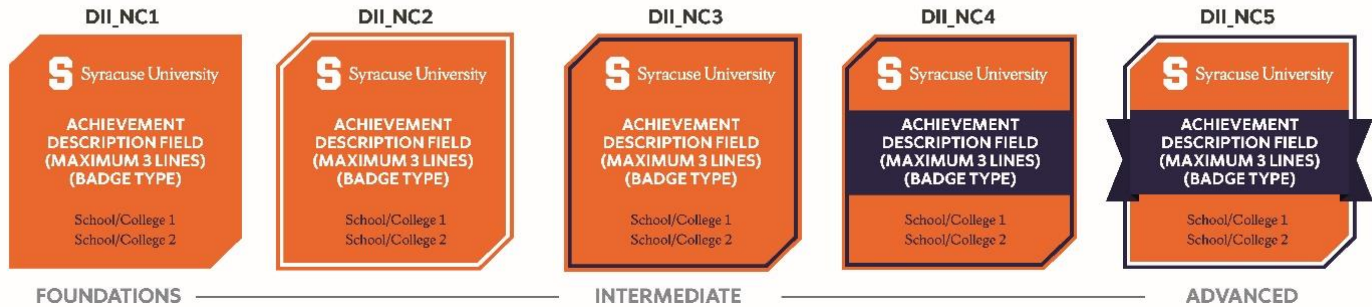 DII_NC1
DII_NC2
DII_NC3
DII_NC4
DII_NC5
S Syracuse University
ACHIEVEMENT
DESCRIPTION FIELD
(MAXIMUM 3 LINES)
(BADGE TYPE)
School/College 1
School/College 2
S Syracuse University
ACHIEVEMENT
DESCRIPTION FIELD
(MAXIMUM 3 LINES)
(BADGE TYPE)
School/College 1
School/College 2
S Syracuse University
ACHIEVEMENT
DESCRIPTION FIELD
(MAXIMUM 3 LINES)
(BADGE TYPE)
School/College 1
School/College 2
S Syracuse University
ACHIEVEMENT
DESCRIPTION FIELD
(MAXIMUM 3 LINES)
(BADGE TYPE)
School/College 1
School/College 2
S Syracuse University
ACHIEVEMENT
DESCRIPTION FIELD
(MAXIMUM 3 LINES)
(BADGE TYPE)
School/College 1
School/College 2
FOUNDATIONS
INTERMEDIATE
ADVANCED